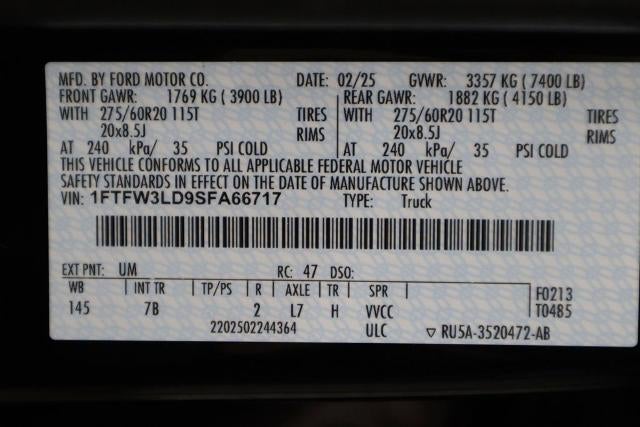 MFD. BY FORD MOTOR CO. DATE: 02/25 GVWR: 3357 KG ( 7400 LB)
FRONT GAWR: 1769 KG ( 3900 LB) REAR GAWR: 1882 KG ( 4150 LB)
WITH 275/60R20 115T TIRES WITH 275/60R20 115T TIRES
20x8.5J RIMS 20x8.5J RIMS
AT 240 kPa/ 35 PSI COLD AT 240 kPa/ 35 PSI COLD
THIS VEHICLE CONFORMS TO ALL APPLICABLE FEDERAL MOTOR VEHICLE
SAFETY STANDARDS IN EFFECT ON THE DATE OF MANUFACTURE SHOWN ABOVE.
VIN: 1FTFW3LD9SFA66717 TYPE: Truck
EXT PNT: UM RC: 47 DSO:
WB INT TR TP/PS R AXLE TR SPR F0213
145 7B 2 L7 H VVCC T0485
2202502244364 ULC ▽ RU5A-3520472-AB